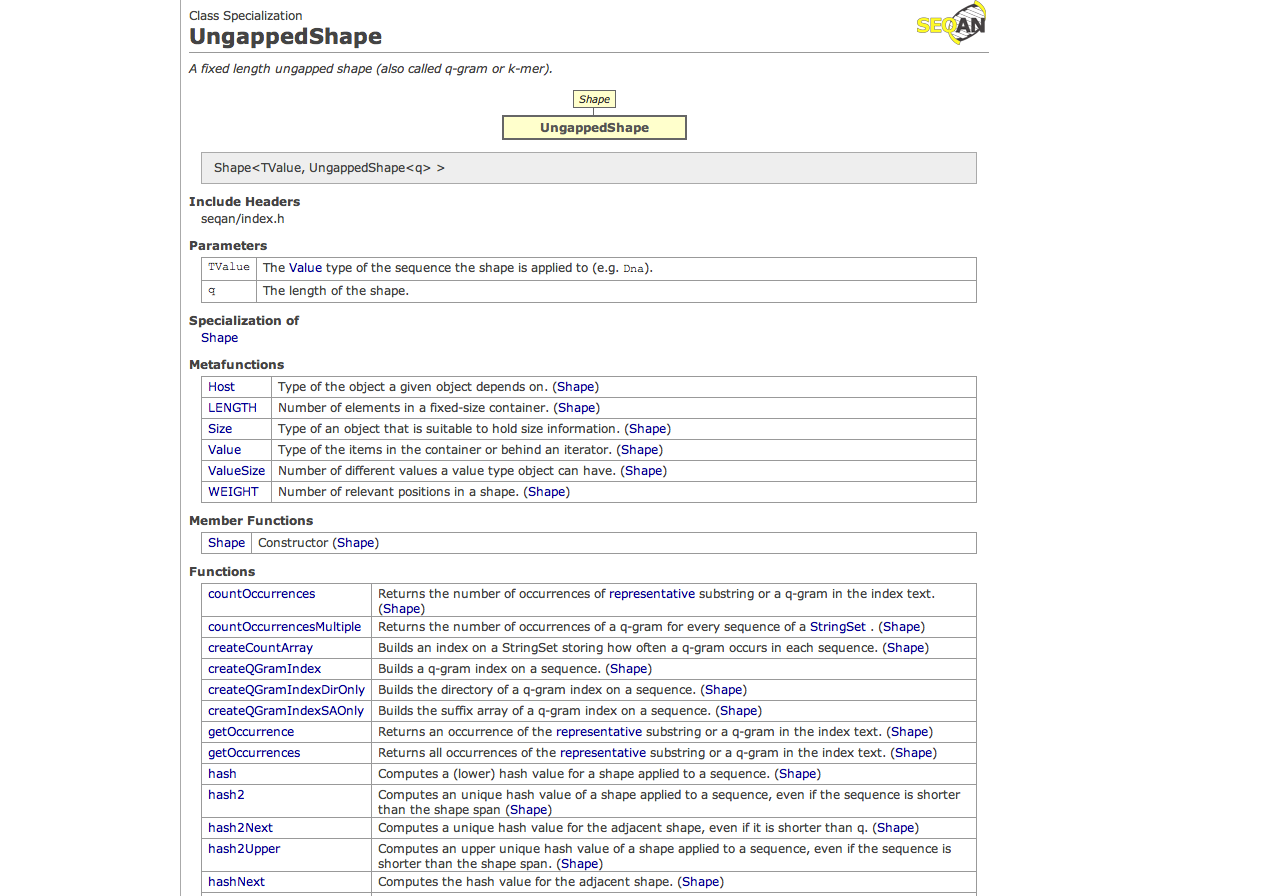 Class Specialization
SEQAN
UngappedShape
A fixed length ungapped shape (also called q-gram or k-mer).
Shape
UngappedShape
Shape<TValue, UngappedShape<q> >
Include Headers
seqan/index.h
Parameters
TValue The Value type of the sequence the shape is applied to (e.g. Dna).
q The length of the shape.
Specialization of
Shape
Metafunctions
Host Type of the object a given object depends on. (Shape)
LENGTH Number of elements in a fixed-size container. (Shape)
Size Type of an object that is suitable to hold size information. (Shape)
Value Type of the items in the container or behind an iterator. (Shape)
ValueSize Number of different values a value type object can have. (Shape)
WEIGHT Number of relevant positions in a shape. (Shape)
Member Functions
Shape Constructor (Shape)
Functions
countOccurrences Returns the number of occurrences of representative substring or a q-gram in the index text.
(Shape)
countOccurrencesMultiple Returns the number of occurrences of a q-gram for every sequence of a StringSet . (Shape)
createCountArray Builds an index on a StringSet storing how often a q-gram occurs in each sequence. (Shape)
createQGramIndex Builds a q-gram index on a sequence. (Shape)
createQGramIndexDirOnly Builds the directory of a q-gram index on a sequence. (Shape)
createQGramIndexSAOnly Builds the suffix array of a q-gram index on a sequence. (Shape)
getOccurrence Returns an occurrence of the representative substring or a q-gram in the index text. (Shape)
getOccurrences Returns all occurrences of the representative substring or a q-gram in the index text. (Shape)
hash Computes a (lower) hash value for a shape applied to a sequence. (Shape)
hash2 Computes an unique hash value of a shape applied to a sequence, even if the sequence is shorter
than the shape span (Shape)
hash2Next Computes a unique hash value for the adjacent shape, even if it is shorter than q. (Shape)
hash2Upper Computes an upper unique hash value of a shape applied to a sequence, even if the sequence is
shorter than the shape span. (Shape)
hashNext Computes the hash value for the adjacent shape. (Shape)